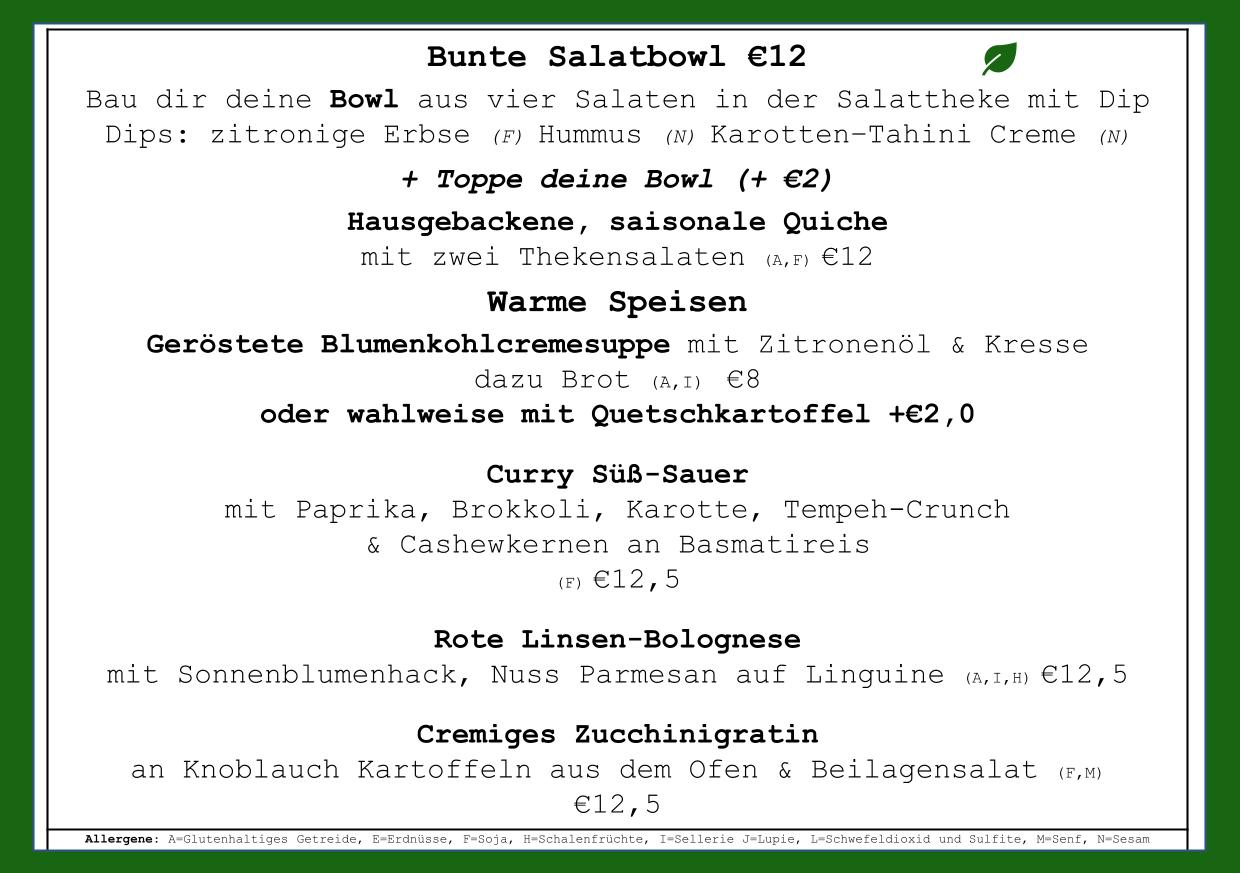 Bunte Salatbowl €12
Bau dir deine Bowl aus vier Salaten in der Salattheke mit Dip
Dips: zitronige Erbse (F) Hummus (N) Karotten-Tahini Creme (N)
+ Toppe deine Bowl (+ €2)
Hausgebackene, saisonale Quiche
mit zwei Thekensalaten (A,F) €12
Warme Speisen
Geröstete Blumenkohlcremesuppe mit Zitronenöl & Kresse
dazu Brot (A,I) €8
oder wahlweise mit Quetschkartoffel +€2,0
Curry Süß-Sauer
mit Paprika, Brokkoli, Karotte, Tempeh-Crunch
& Cashewkernen an Basmatireis
(F) €12,5
Rote Linsen-Bolognese
mit Sonnenblumenhack, Nuss Parmesan auf Linguine (A,I,H) €12,5
Cremiges Zucchinigratin
an Knoblauch Kartoffeln aus dem Ofen & Beilagensalat (F,M)
€12,5
Allergene: A=Glutenhaltiges Getreide, E=Erdnüsse, F=Soja, H=Schalenfrüchte, I=Sellerie J=Lupie, L=Schwefeldioxid und Sulfite, M=Senf, N=Sesam